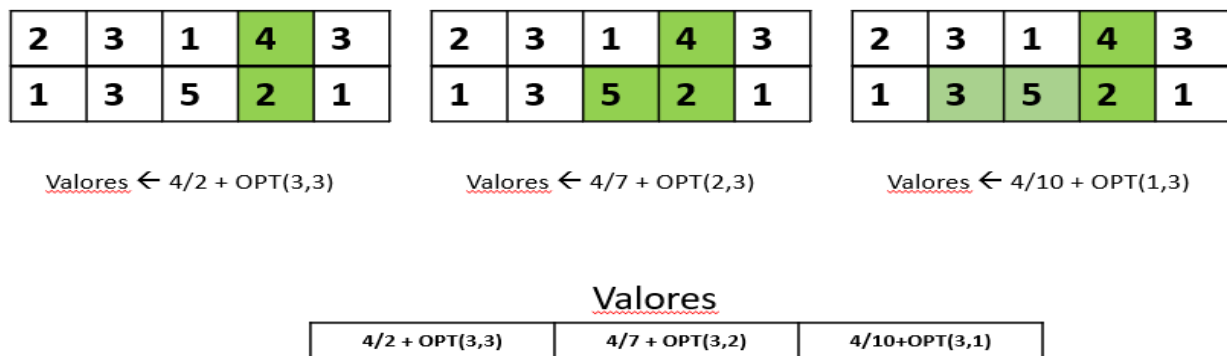 2 3 1 4 3 2 3 1 4 3 2 3 1 4 3
1 3 5 2 1 1 3 5 2 1 1 3 5 2 1
Valores ← 4/2 + OPT(3,3) Valores ← 4/7 + OPT(2,3) Valores ← 4/10 + OPT(1,3)
Valores
4/2 + OPT(3,3) 4/7 + OPT(3,2) 4/10+OPT(3,1)